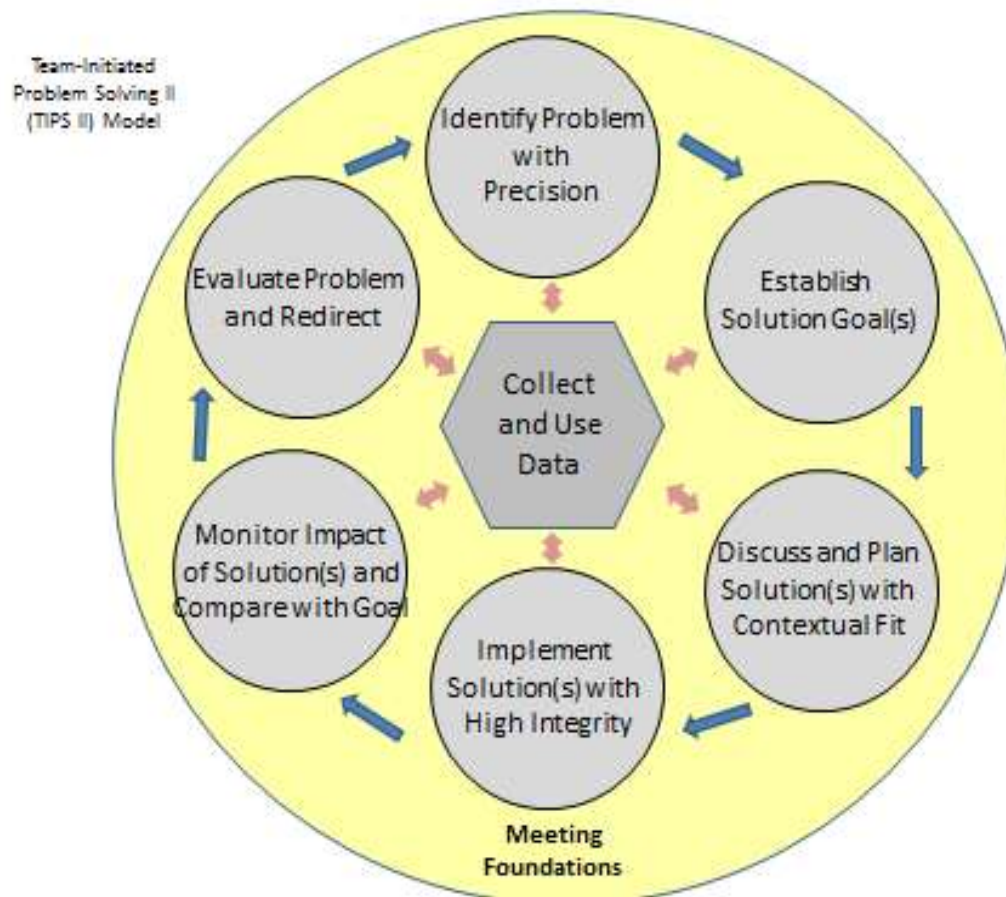 Team-Initiated
Problem Solving II
(TIPS II) Model
Identify Problem
with
Precision
Establish
Solution Goal(s)
Discuss and Plan
Solution(s) with
Contextual Fit
Implement
Solution(s) with
High Integrity
Monitor Impact
of Solution(s) and
Compare with Goal
Evaluate Problem
and Redirect
Collect
and Use
Data
Meeting
Foundations